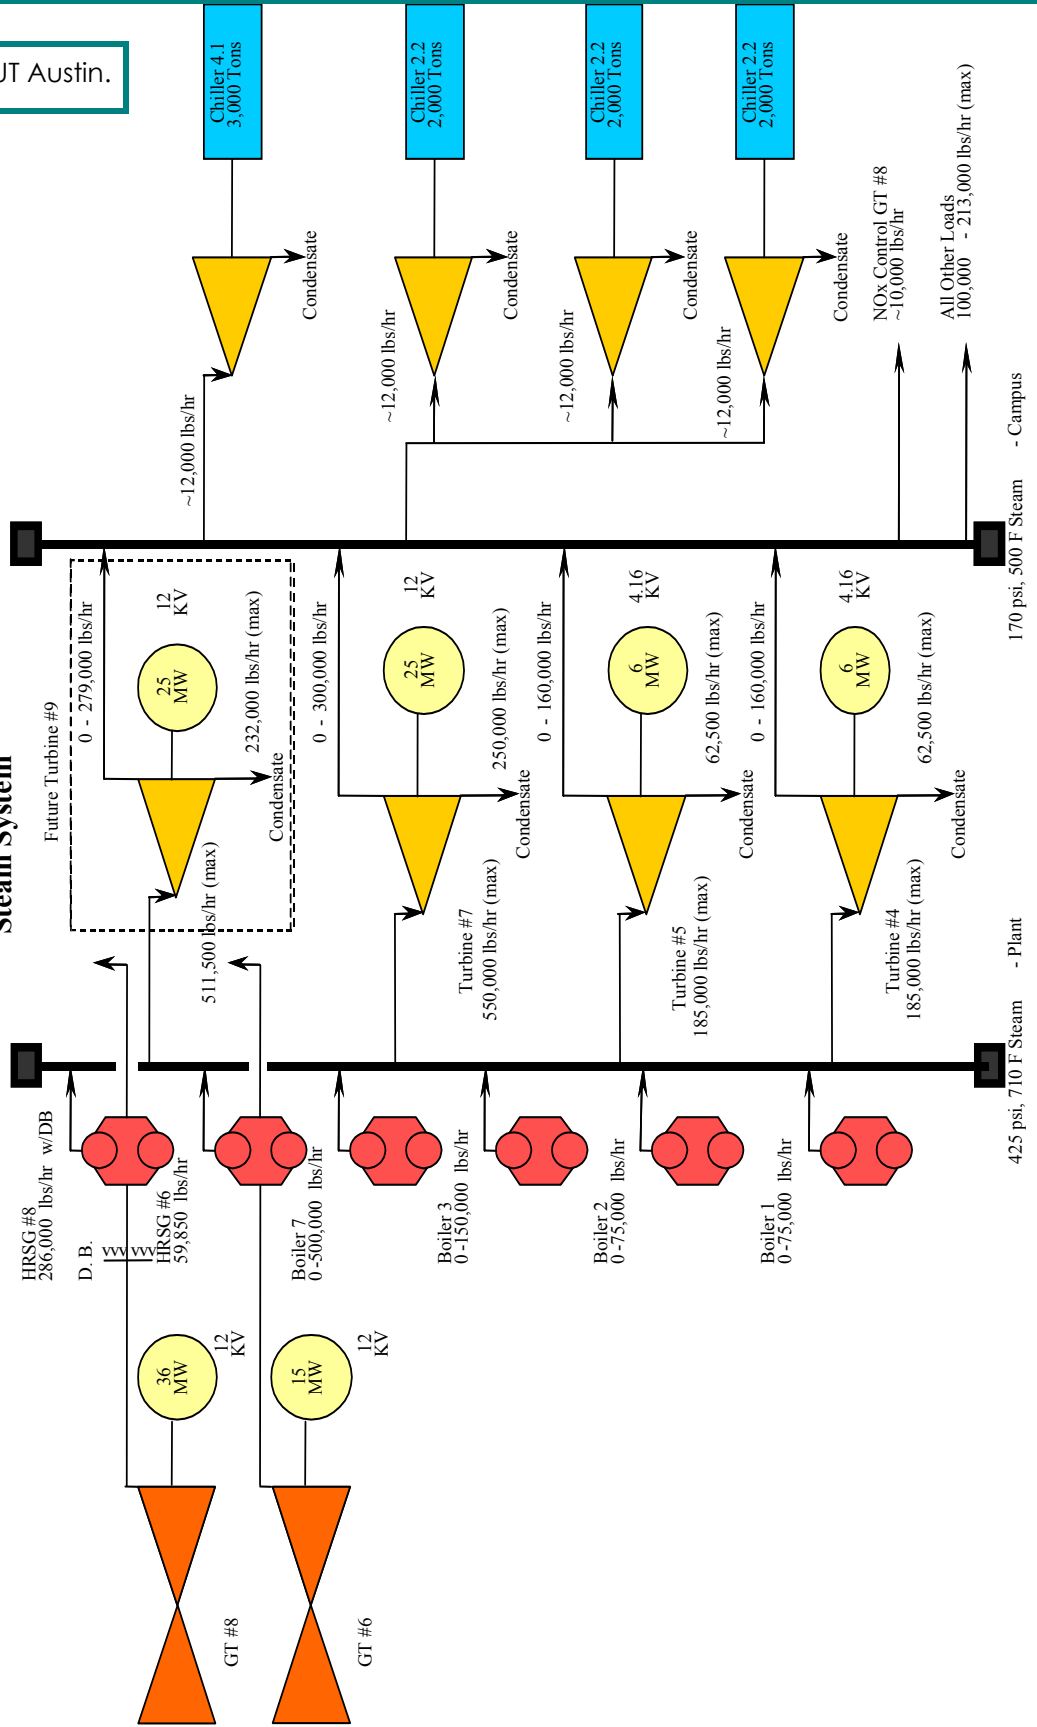 JT Austin.
Steam System
HRSG #8
286,000 lbs/hr w/DB
D. B.
vvv vvv
HRSG #6
59,850 lbs/hr
Boiler 7
0 -500,000 lbs/hr
Boiler 3
0 -150,000 lbs/hr
Boiler 2
0 -75,000 lbs/hr
Boiler 1
0 -75,000 lbs/hr
GT #8
36
MW
12
KV
GT #6
15
MW
12
KV
425 psi, 710 F Steam - Plant
Future Turbine #9
511,500 lbs/hr (max)
0 - 279,000 lbs/hr
25
MW
12
KV
232,000 lbs/hr (max)
Condensate
Turbine #7
550,000 lbs/hr (max)
0 - 300,000 lbs/hr
25
MW
12
KV
250,000 lbs/hr (max)
Condensate
Turbine #5
185,000 lbs/hr (max)
0 - 160,000 lbs/hr
6
MW
4.16
KV
62,500 lbs/hr (max)
Condensate
Turbine #4
185,000 lbs/hr (max)
0 - 160,000 lbs/hr
6
MW
4.16
KV
62,500 lbs/hr (max)
Condensate
170 psi, 500 F Steam - Campus
~12,000 lbs/hr
Condensate
Chiller 4.1
3,000 Tons
~12,000 lbs/hr
Condensate
Chiller 2.2
2,000 Tons
~12,000 lbs/hr
Condensate
Chiller 2.2
2,000 Tons
~12,000 lbs/hr
Condensate
Chiller 2.2
2,000 Tons
NOx Control GT #8
~10,000 lbs/hr
All Other Loads
100,000 - 213,000 lbs/hr (max)